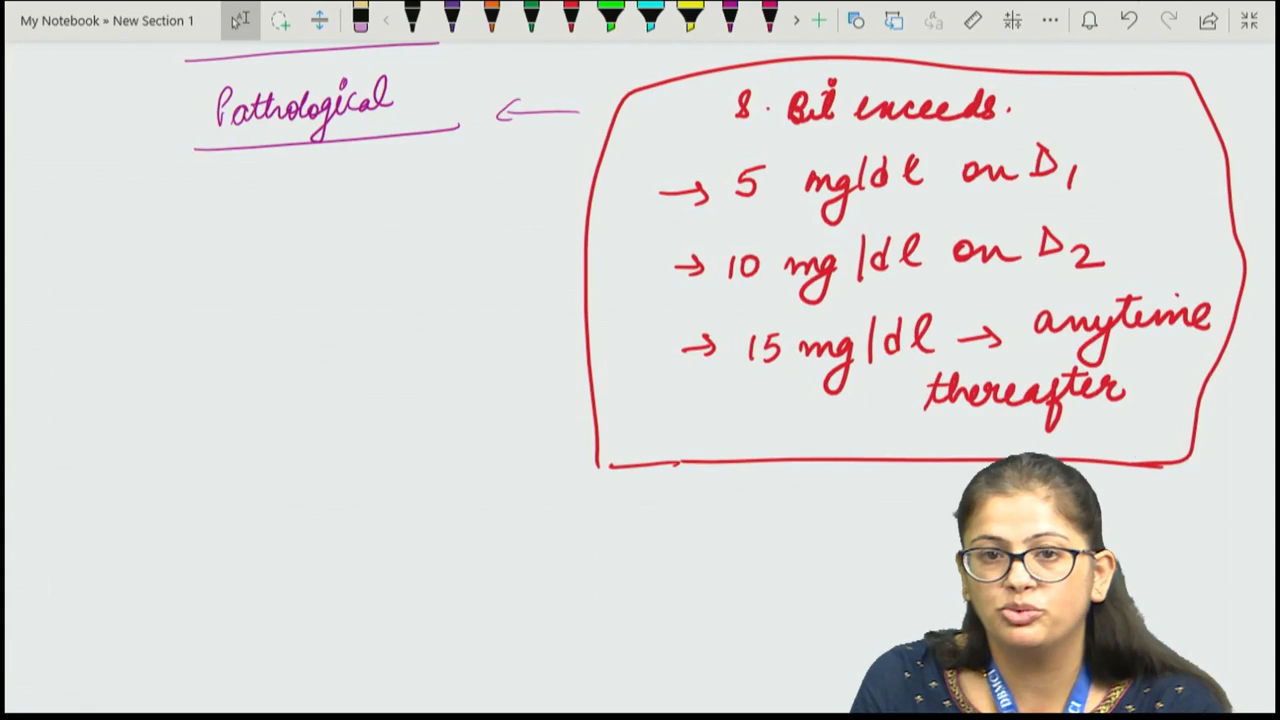 My Notebook » New Section 1
Pathological ←
S. Bil exceeds.
→ 5 mg/dl on D1
→ 10 mg/dl on D2
→ 15 mg/dl → anytime
thereafter
DBMCI